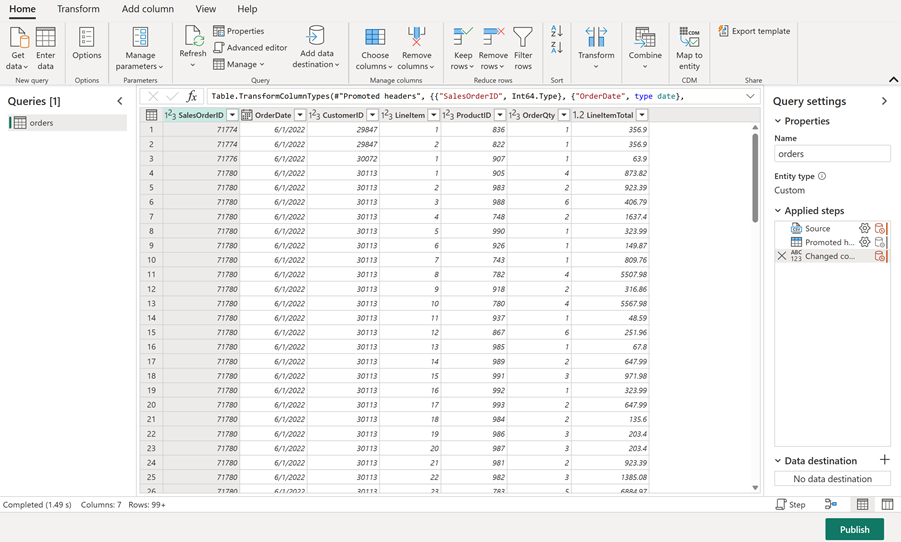 Home Transform Add column View Help
Get data Enter data Options Manage parameters Refresh Properties Advanced editor Manage Add data destination Choose columns Remove columns Keep rows Remove rows Filter rows A Z Z A Transform Combine CDM Map to entity Export template
New query Options Parameters Query Manage columns Reduce rows Sort CDM Share
Queries [1]
orders
fx Table.TransformColumnTypes(#"Promoted headers", {{"SalesOrderID", Int64.Type}, {"OrderDate", type date},
123 SalesOrderID OrderDate 123 CustomerID 123 LineItem 123 ProductID 123 OrderQty 1.2 LineItemTotal
1 71774 6/1/2022 29847 1 836 1 356.9
2 71774 6/1/2022 29847 2 822 1 356.9
3 71776 6/1/2022 30072 1 907 1 63.9
4 71780 6/1/2022 30113 1 905 4 873.82
5 71780 6/1/2022 30113 2 983 2 923.39
6 71780 6/1/2022 30113 3 988 6 406.79
7 71780 6/1/2022 30113 4 748 2 1637.4
8 71780 6/1/2022 30113 5 990 1 323.99
9 71780 6/1/2022 30113 6 926 1 149.87
10 71780 6/1/2022 30113 7 743 1 809.76
11 71780 6/1/2022 30113 8 782 4 5507.98
12 71780 6/1/2022 30113 9 918 2 316.86
13 71780 6/1/2022 30113 10 780 4 5567.98
14 71780 6/1/2022 30113 11 937 1 48.59
15 71780 6/1/2022 30113 12 867 6 251.96
16 71780 6/1/2022 30113 13 985 1 67.8
17 71780 6/1/2022 30113 14 989 2 647.99
18 71780 6/1/2022 30113 15 991 3 971.98
19 71780 6/1/2022 30113 16 992 1 323.99
20 71780 6/1/2022 30113 17 993 2 647.99
21 71780 6/1/2022 30113 18 984 2 135.6
22 71780 6/1/2022 30113 19 986 3 203.4
23 71780 6/1/2022 30113 20 987 3 203.4
24 71780 6/1/2022 30113 21 981 2 923.39
25 71780 6/1/2022 30113 22 982 3 1385.08
26 71780 6/1/2022 30113 23 783 5 6884.97
Query settings
Properties
Name
orders
Entity type
Custom
Applied steps
Source
Promoted h...
ABC 123 Changed co...
Data destination
No data destination
Completed (1.49 s) Columns: 7 Rows: 99+ Step
Publish